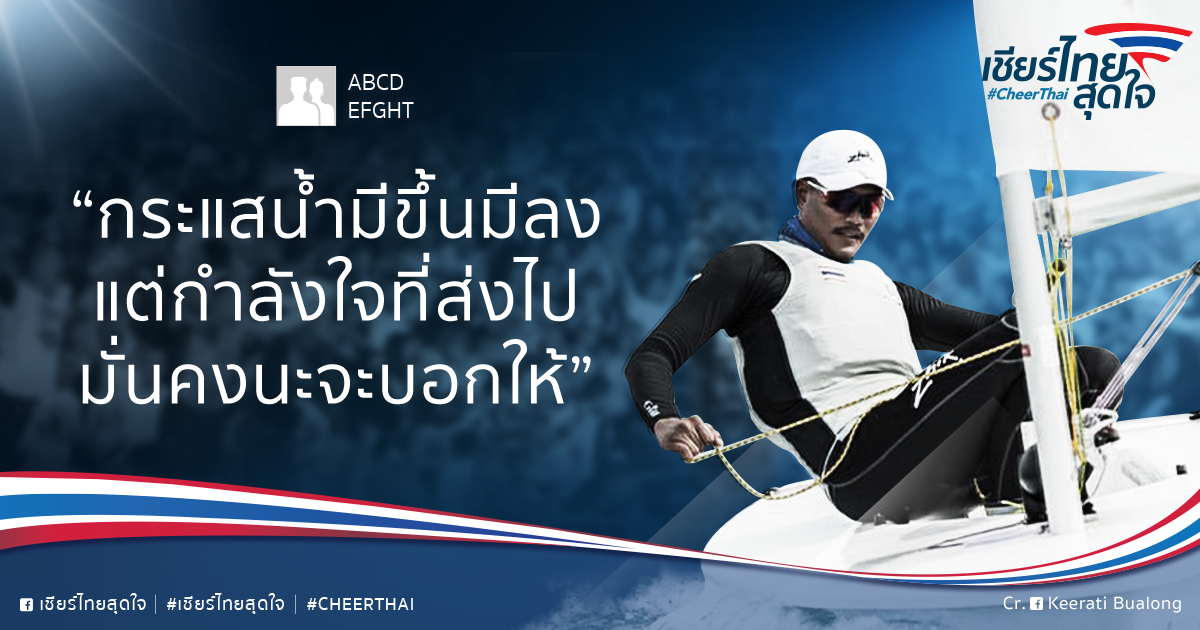 ABCD
EFGHT
เชียร์ไทย
#CheerThai สุดใจ
“กระแสน้ำมีขึ้นมีลง
แต่กำลังใจที่ส่งไป
มั่นคงนะจะบอกให้”
Zhik
Zhik
เชียร์ไทยสุดใจ | #เชียร์ไทยสุดใจ | #CHEERTHAI
Cr. Keerati Bualong